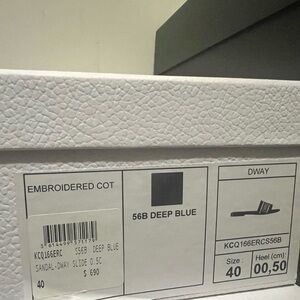 EMBROIDERED COT
KCQ166ERC S56B DEEP BLUE
SANDAL-DWAY SLIDE 0.5C
$ 690
40
56B DEEP BLUE
DWAY
KCQ166ERCS56B
Size :
40
Heel (cm):
00,50